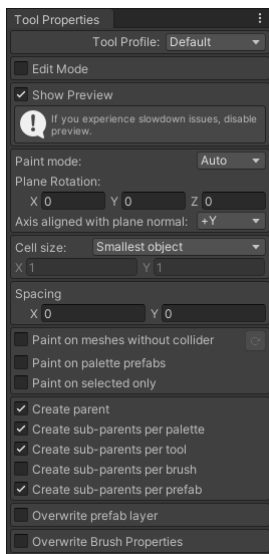 Tool Properties
Tool Profile: Default
Edit Mode
Show Preview
If you experience slowdown issues, disable
preview.
Paint mode: Auto
Plane Rotation:
X 0 Y 0 Z 0
Axis aligned with plane normal: +Y
Cell size: Smallest object
X 1 Y 1
Spacing
X 0 Y 0
Paint on meshes without collider
Paint on palette prefabs
Paint on selected only
Create parent
Create sub-parents per palette
Create sub-parents per tool
Create sub-parents per brush
Create sub-parents per prefab
Overwrite prefab layer
Overwrite Brush Properties